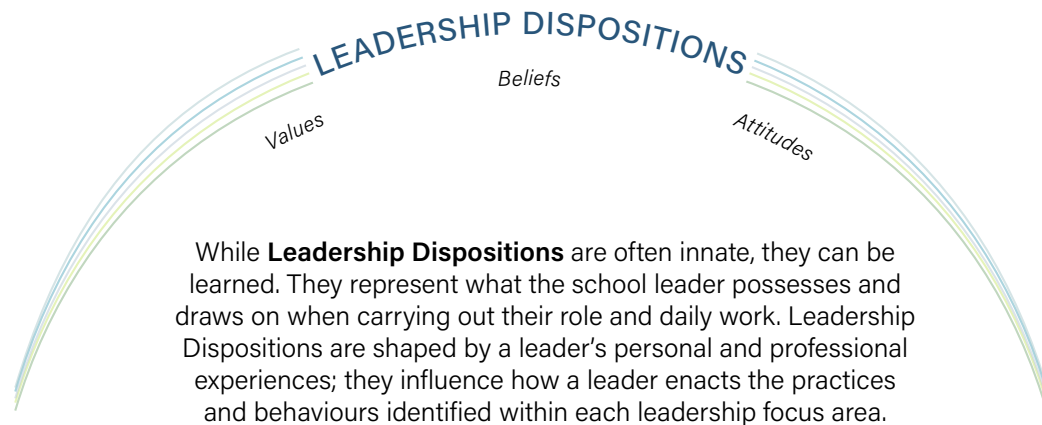 LEADERSHIP DISPOSITIONS
Beliefs
Values
Attitudes
While Leadership Dispositions are often innate, they can be
learned. They represent what the school leader possesses and
draws on when carrying out their role and daily work. Leadership
Dispositions are shaped by a leader’s personal and professional
experiences; they influence how a leader enacts the practices
and behaviours identified within each leadership focus area.